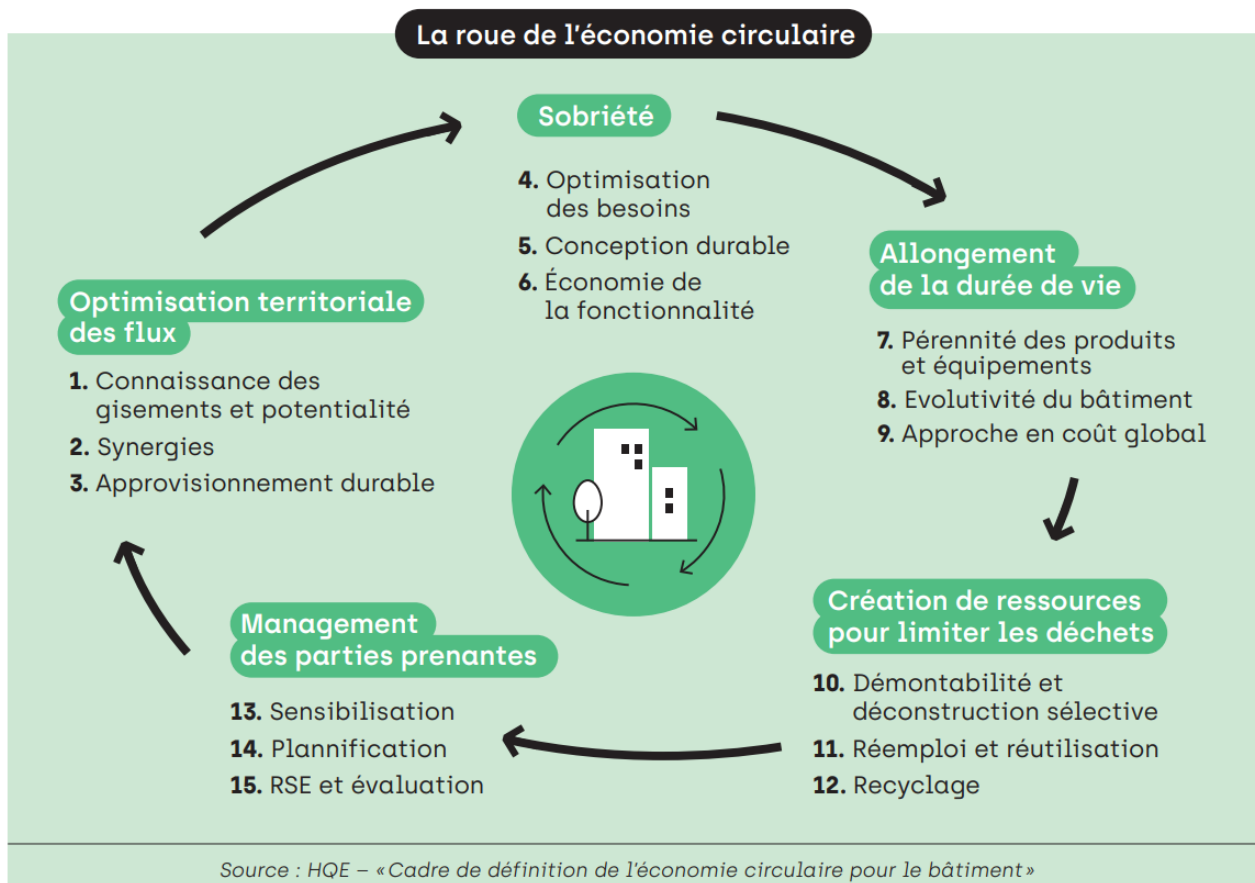 La roue de l'économie circulaire
Sobriété
4. Optimisation
des besoins
5. Conception durable
6. Économie de
la fonctionnalité
Allongement
de la durée de vie
7. Pérennité des produits
et équipements
8. Evolutivité du bâtiment
9. Approche en coût global
Création de ressources
pour limiter les déchets
10. Démontabilité et
déconstruction sélective
11. Réemploi et réutilisation
12. Recyclage
Management
des parties prenantes
13. Sensibilisation
14. Plannification
15. RSE et évaluation
Optimisation territoriale
des flux
1. Connaissance des
gisements et potentialité
2. Synergies
3. Approvisionnement durable
Source : HQE – «Cadre de définition de l'économie circulaire pour le bâtiment»